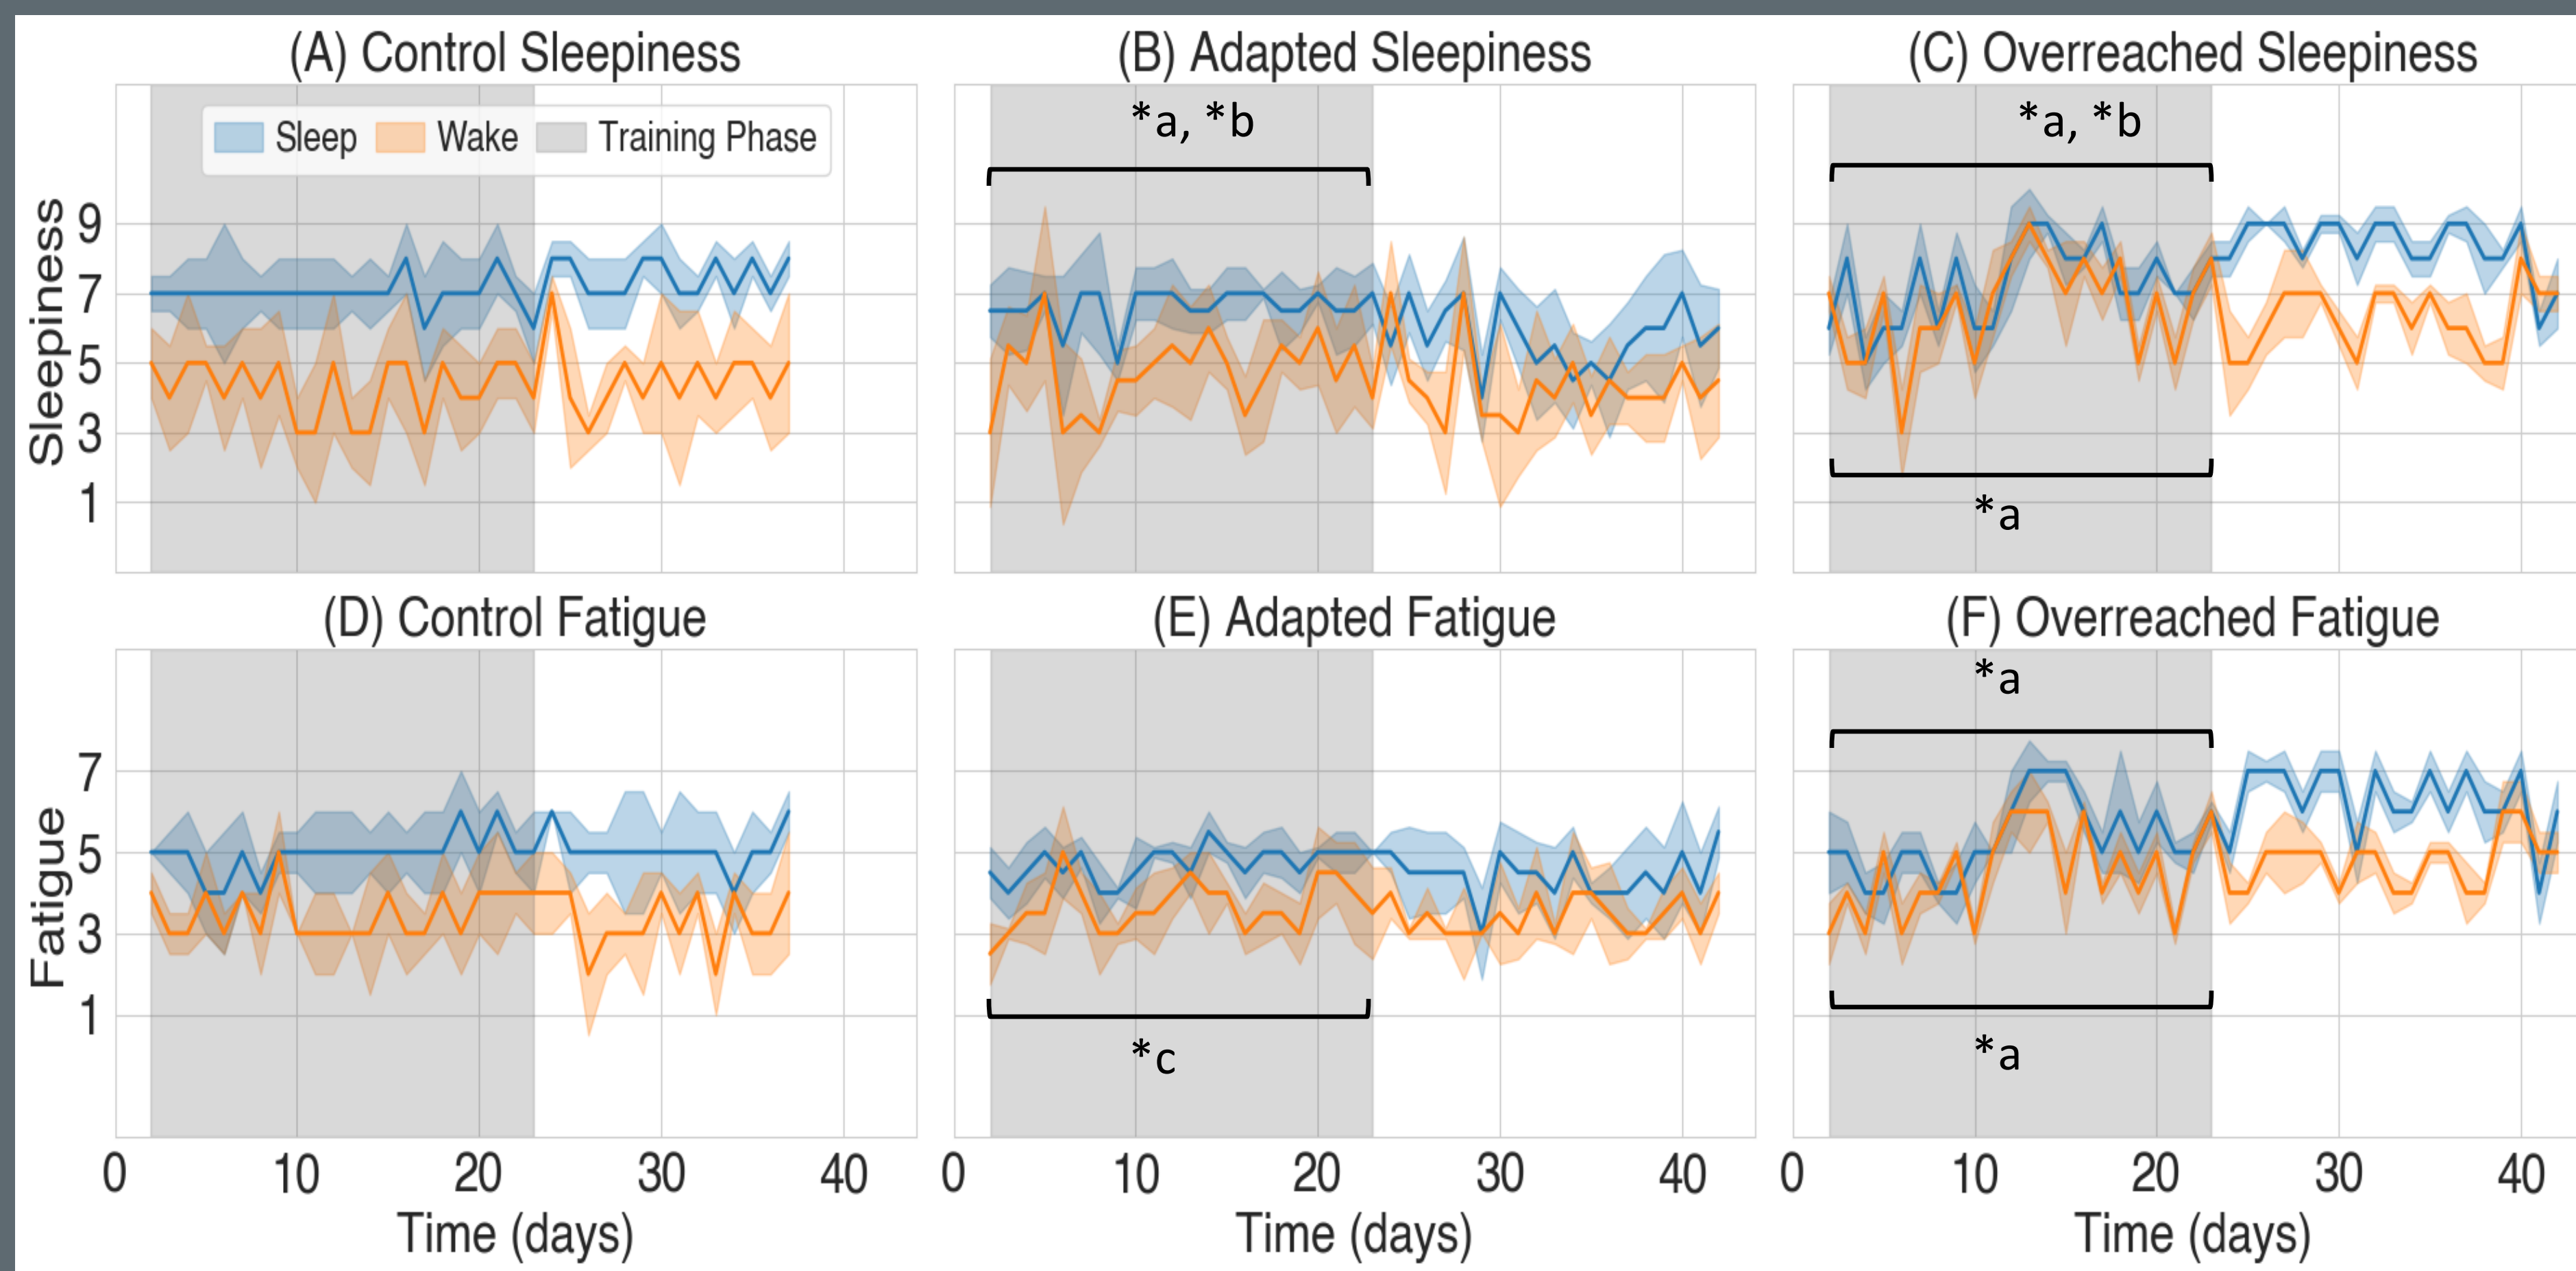 (A) Control Sleepiness
(B) Adapted Sleepiness
(C) Overreached Sleepiness
Sleep Wake Training Phase
*a, *b
*a, *b
Sleepiness
9
7
5
3
1
*a
(D) Control Fatigue
(E) Adapted Fatigue
(F) Overreached Fatigue
*a
Fatigue
7
5
3
1
*c
*a
0 10 20 30 40
0 10 20 30 40
0 10 20 30 40
Time (days)
Time (days)
Time (days)